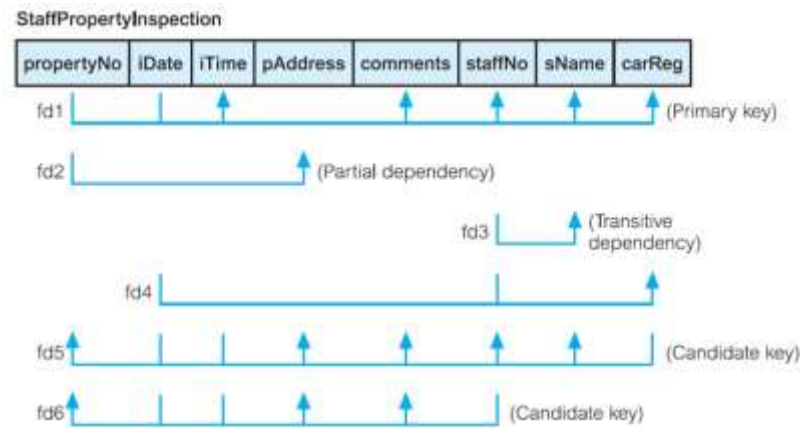 StaffPropertyInspection
propertyNo iDate iTime pAddress comments staffNo sName carReg
fd1 (Primary key)
fd2 (Partial dependency)
fd3 (Transitive
dependency)
fd4
fd5 (Candidate key)
fd6 (Candidate key)